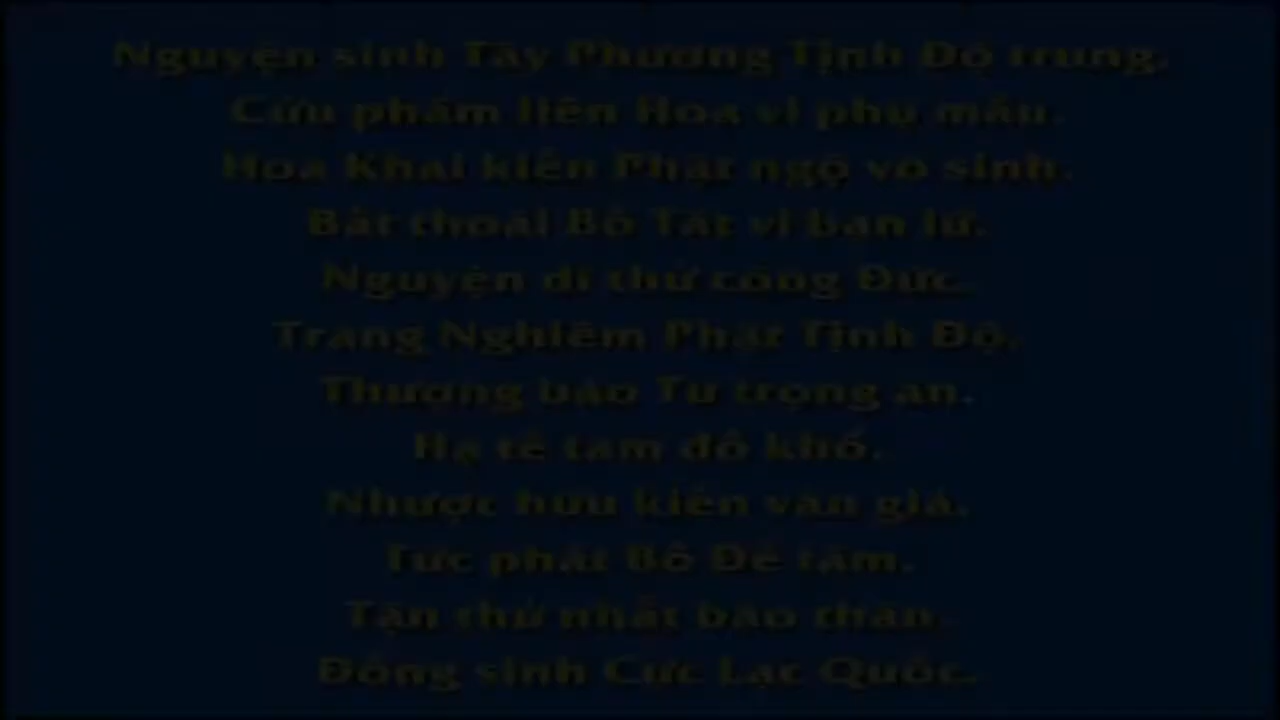 Nguyện sinh Tây Phương Tịnh Độ trung.
Cửu phẩm liên Hoa vi phụ mẫu.
Hoa Khai kiến Phật ngộ vô sinh.
Bất thoái Bồ Tát vi bạn lữ.
Nguyện dĩ thử công Đức.
Trang Nghiêm Phật Tịnh Độ.
Thượng báo Tứ trọng ân.
Hạ tế tam đồ khổ.
Nhược hữu kiến văn giả.
Tức phát Bồ Đề tâm.
Tận thử nhất báo thân.
Đồng sinh Cực Lạc Quốc.